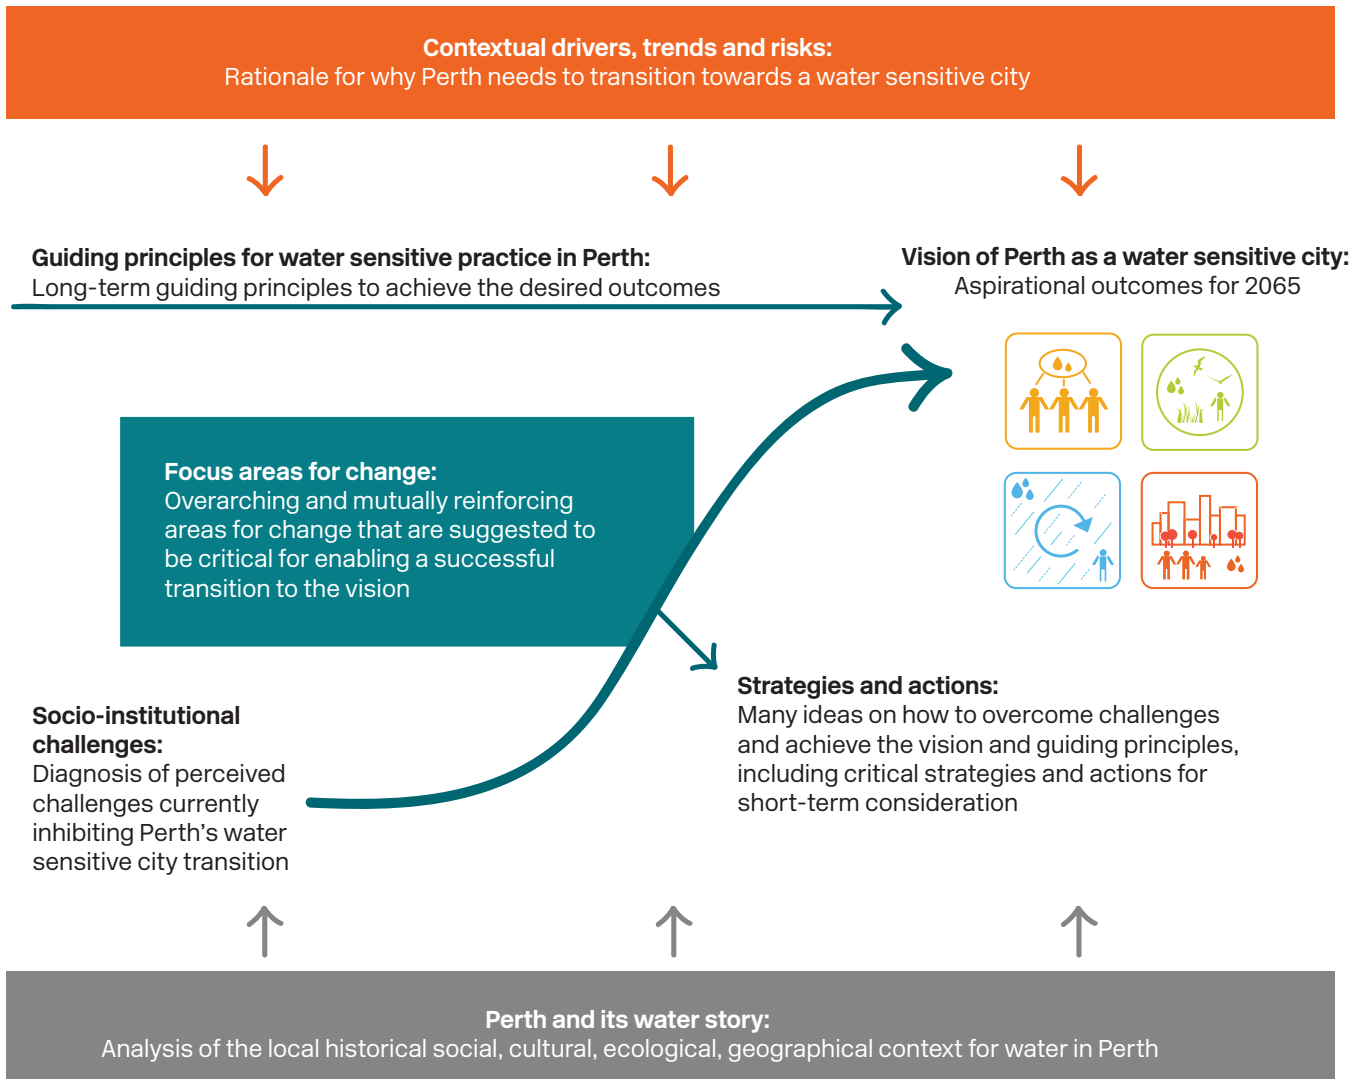 Contextual drivers, trends and risks:
Rationale for why Perth needs to transition towards a water sensitive city
Guiding principles for water sensitive practice in Perth:
Long-term guiding principles to achieve the desired outcomes
Vision of Perth as a water sensitive city:
Aspirational outcomes for 2065
Focus areas for change:
Overarching and mutually reinforcing
areas for change that are suggested to
be critical for enabling a successful
transition to the vision
Strategies and actions:
Many ideas on how to overcome challenges
and achieve the vision and guiding principles,
including critical strategies and actions for
short-term consideration
Socio-institutional
challenges:
Diagnosis of perceived
challenges currently
inhibiting Perth's water
sensitive city transition
Perth and its water story:
Analysis of the local historical social, cultural, ecological, geographical context for water in Perth